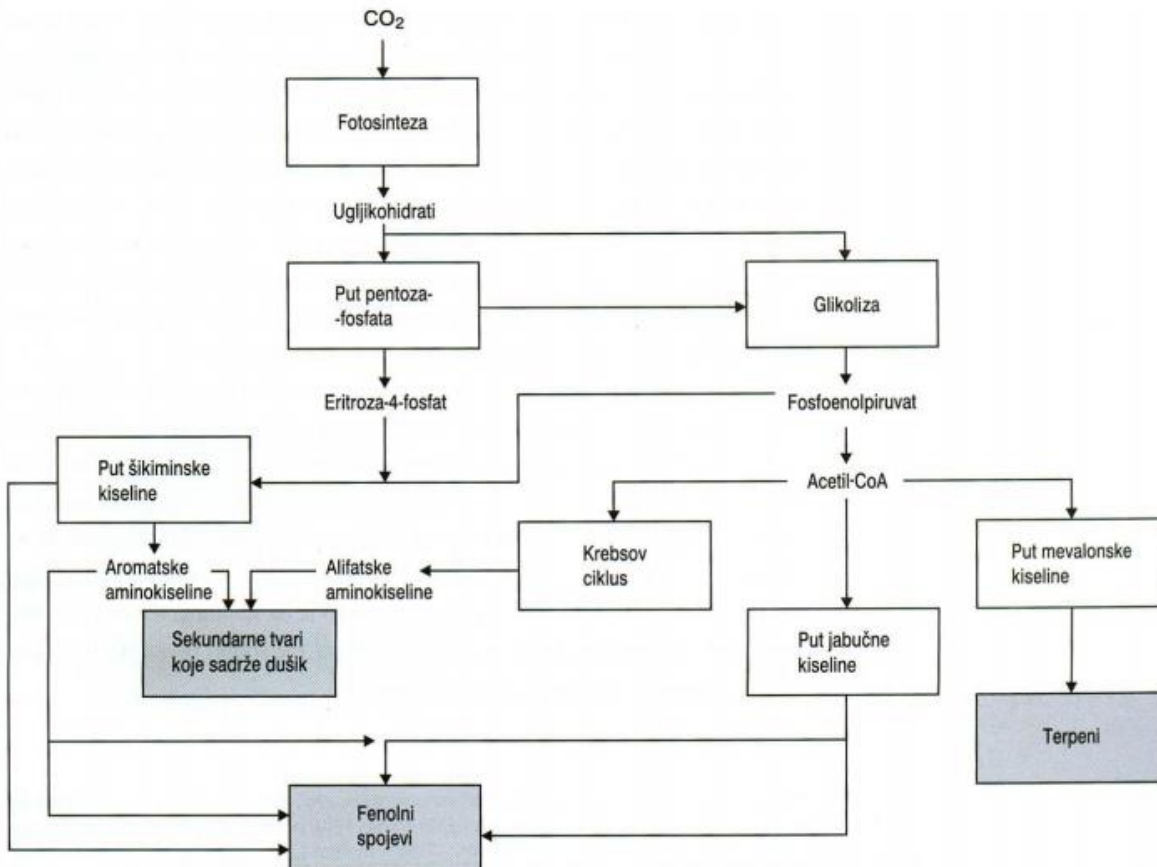 CO₂
Fotosinteza
Ugljikohidrati
Put pentoza-
-fosfata
Glikoliza
Eritroza-4-fosfat
Fosfoenolpiruvat
Put šikiminske
kiseline
Acetil-CoA
Krebsov
ciklus
Put mevalonske
kiseline
Aromatske
aminokiseline
Alifatske
aminokiseline
Sekundarne tvari
koje sadrže dušik
Put jabučne
kiseline
Terpeni
Fenolni
spojevi